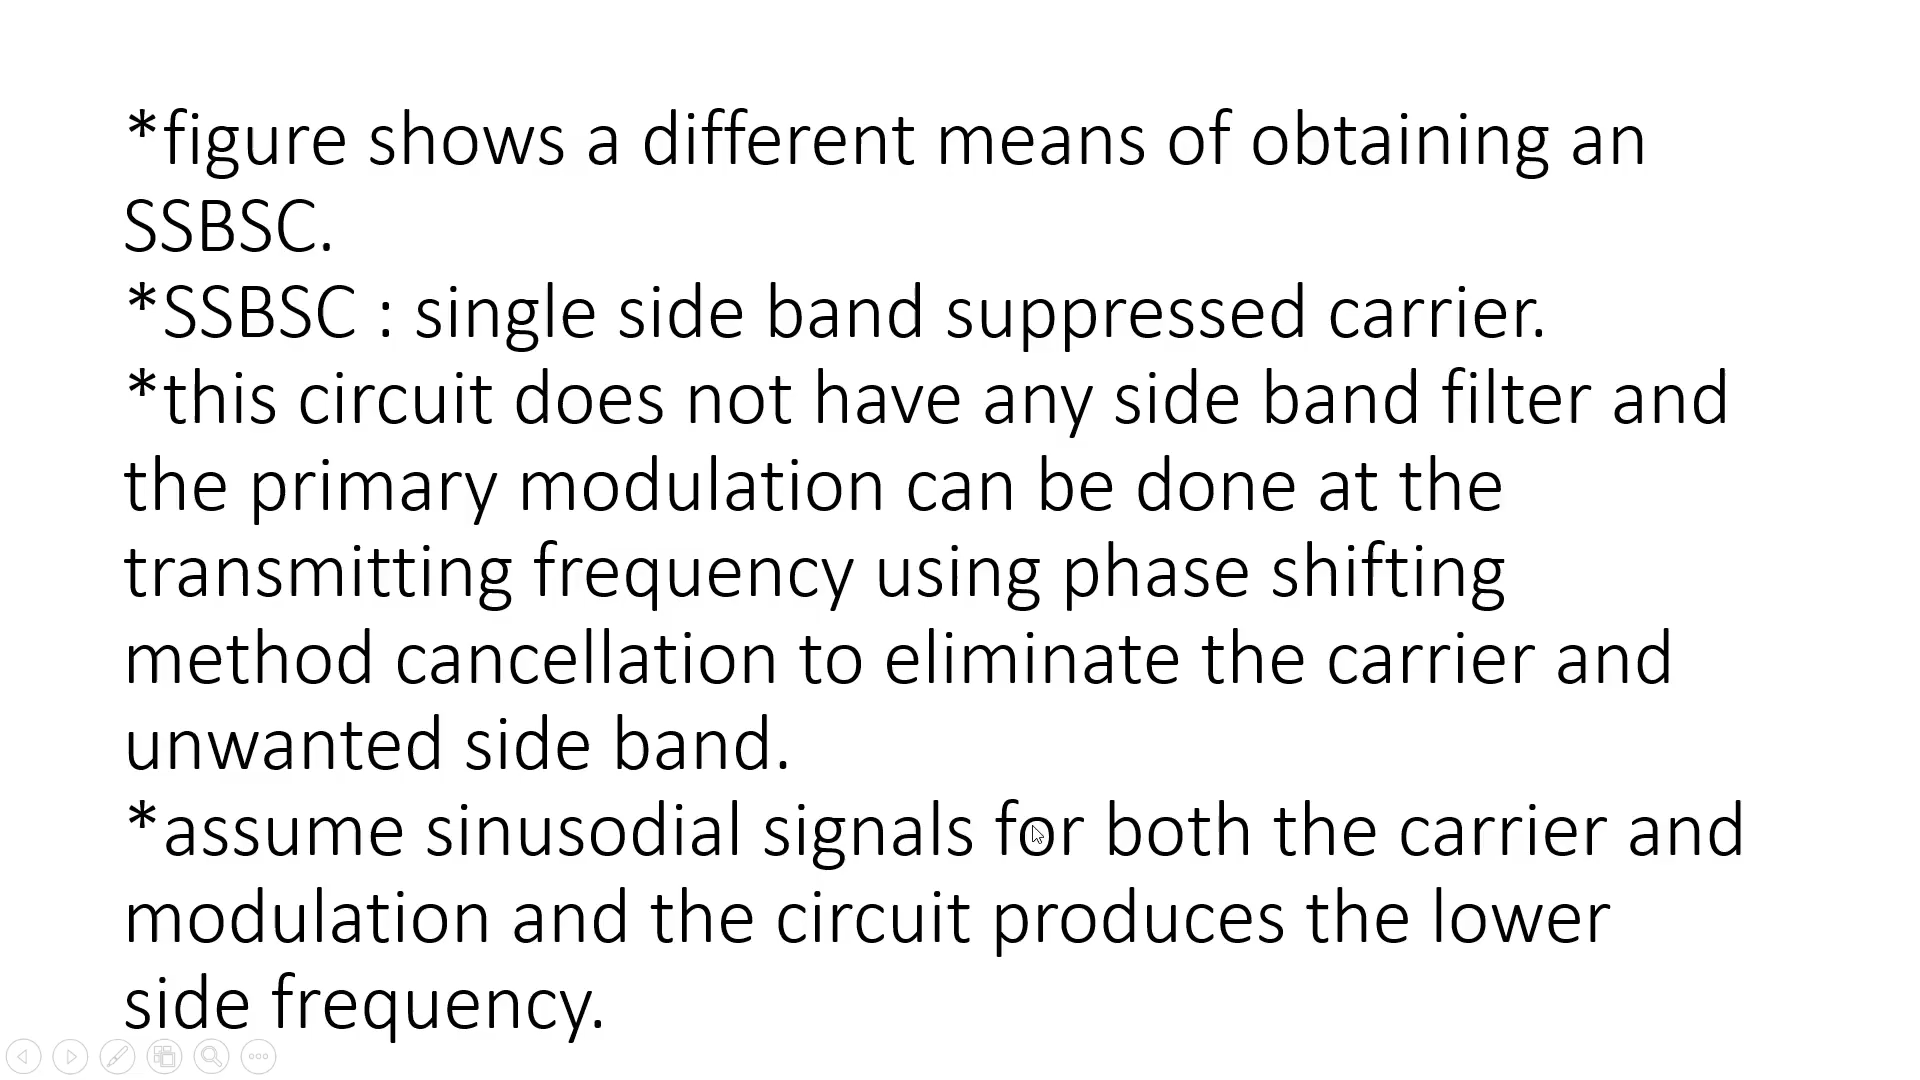 *figure shows a different means of obtaining an
SSBSC.
*SSBSC : single side band suppressed carrier.
*this circuit does not have any side band filter and
the primary modulation can be done at the
transmitting frequency using phase shifting
method cancellation to eliminate the carrier and
unwanted side band.
*assume sinusodial signals for both the carrier and
modulation and the circuit produces the lower
side frequency.